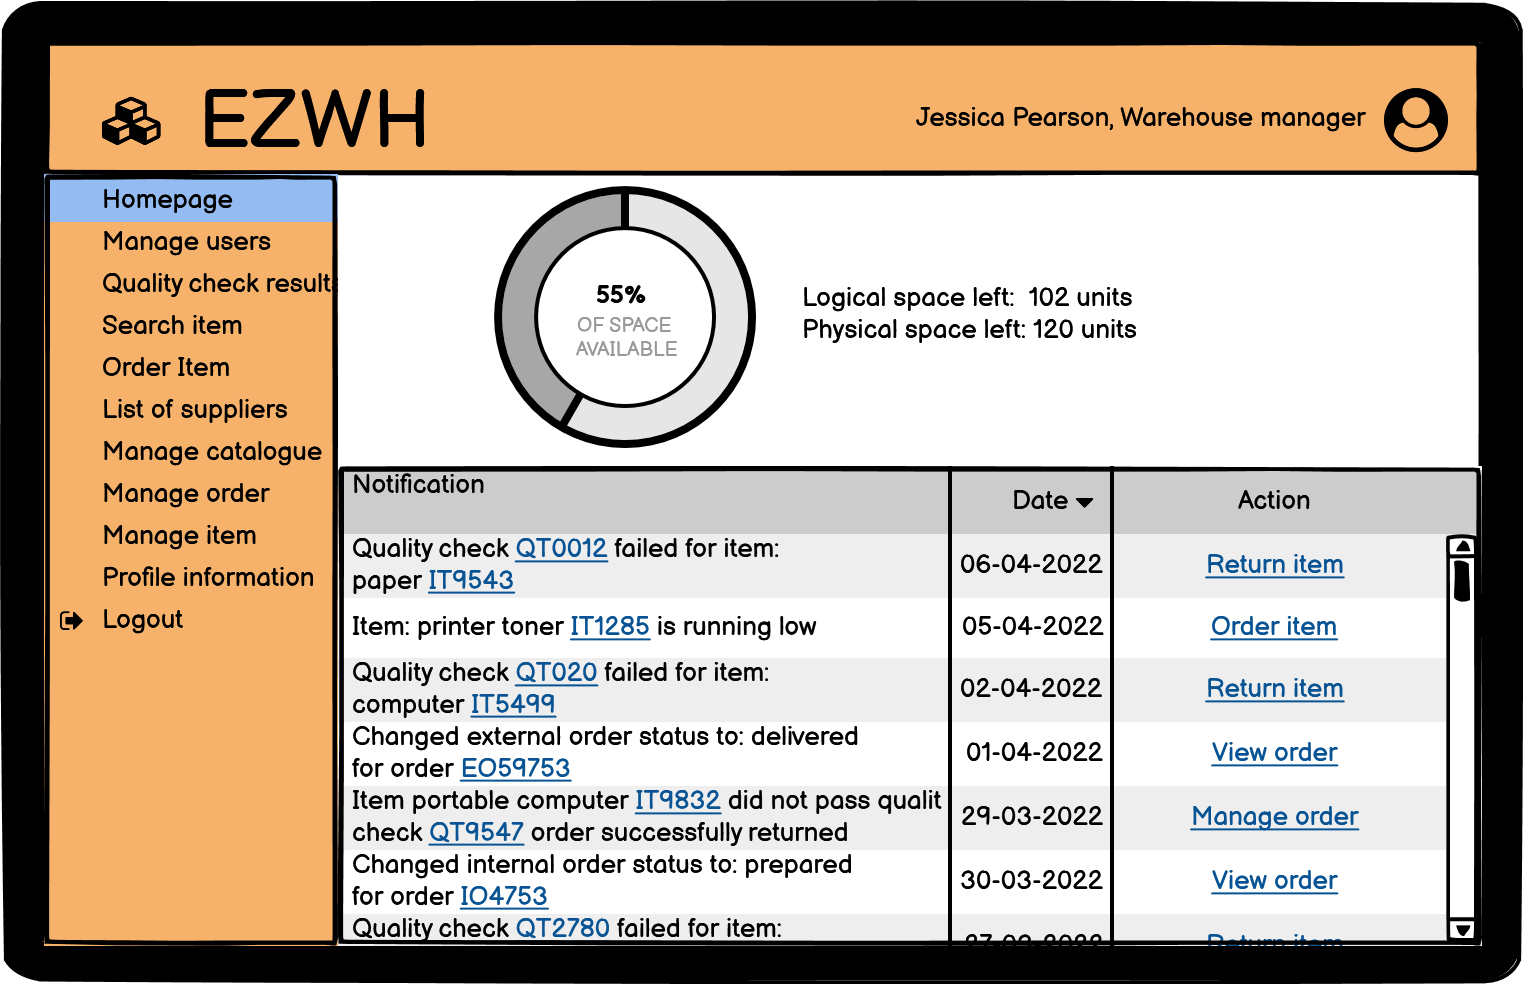 EZWH
Jessica Pearson, Warehouse manager
Homepage
Manage users
Quality check results
Search item
Order Item
List of suppliers
Manage catalogue
Manage order
Manage item
Profile information
Logout
55%
OF SPACE
AVAILABLE
Logical space left: 102 units
Physical space left: 120 units
Notification Date Action
Quality check QT0012 failed for item:
paper IT9543
06-04-2022
Return item
Item: printer toner IT1285 is running low
05-04-2022
Order item
Quality check QT020 failed for item:
computer IT5499
02-04-2022
Return item
Changed external order status to: delivered
for order EO59753
01-04-2022
View order
Item portable computer IT9832 did not pass qualit
check QT9547 order successfully returned
29-03-2022
Manage order
Changed internal order status to: prepared
for order IO4753
30-03-2022
View order
Quality check QT2780 failed for item:
Return item